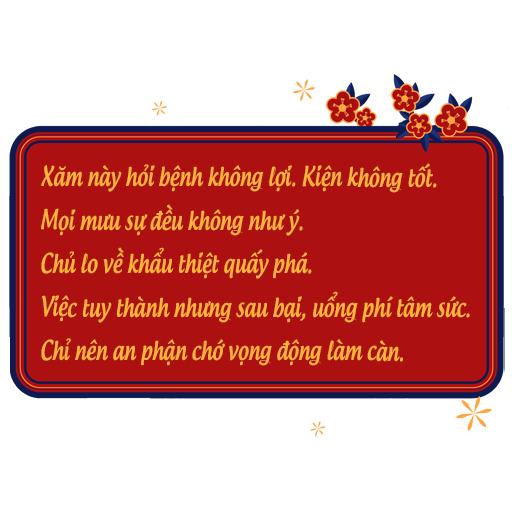 Xăm này hỏi bệnh không lợi. Kiện không tốt.
Mọi mưu sự đều không như ý.
Chủ lo về khẩu thiệt quấy phá.
Việc tuy thành nhưng sau bại, uổng phí tâm sức.
Chỉ nên an phận chớ vọng động làm càn.